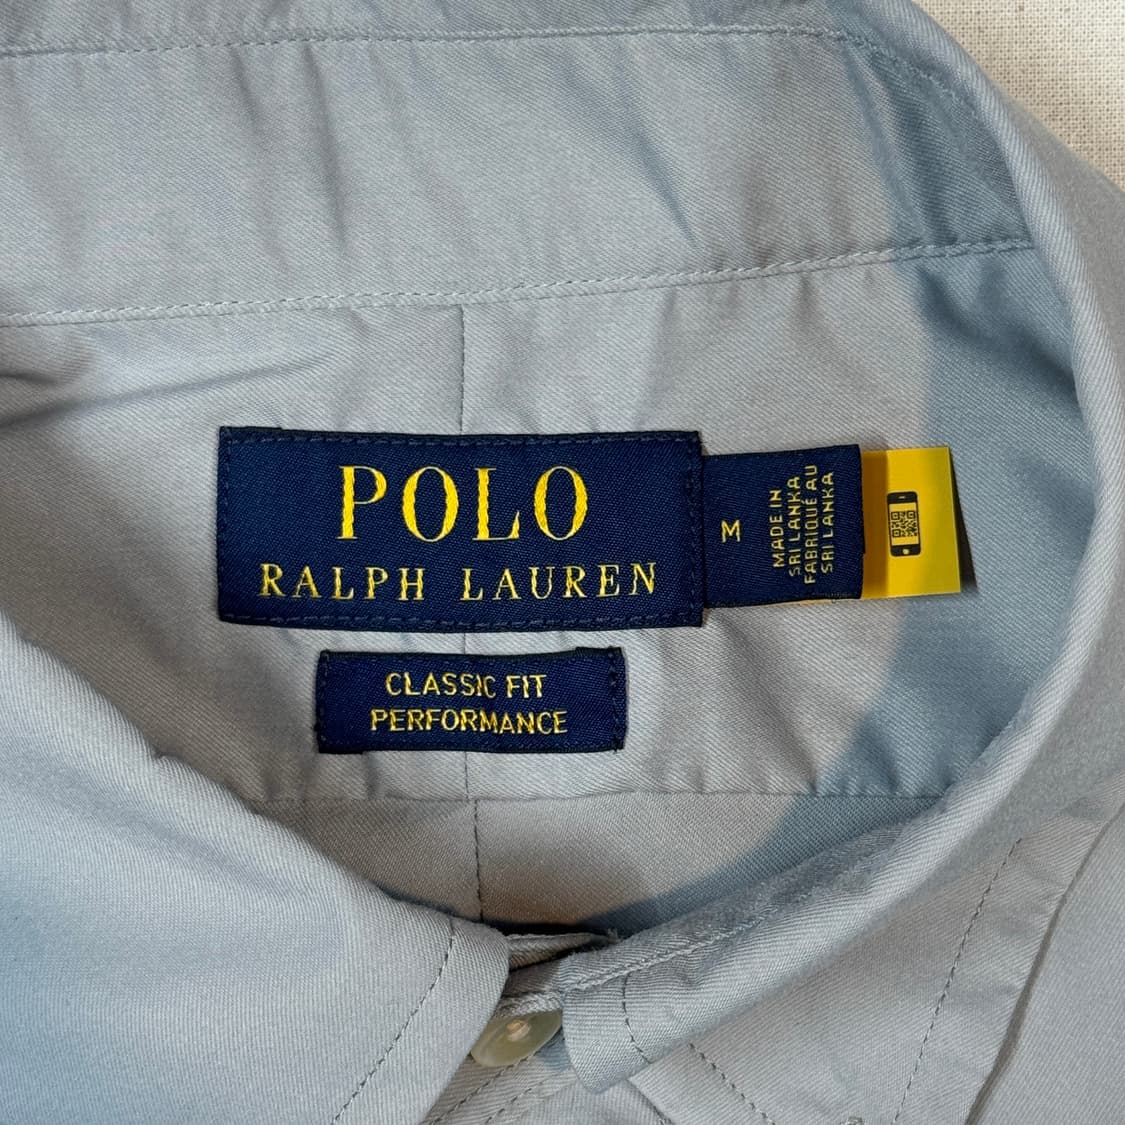 POLO
RALPH LAUREN
M
MADE IN
SRI LANKA
FABRIQUÉ AU
SRI LANKA
CLASSIC FIT
PERFORMANCE